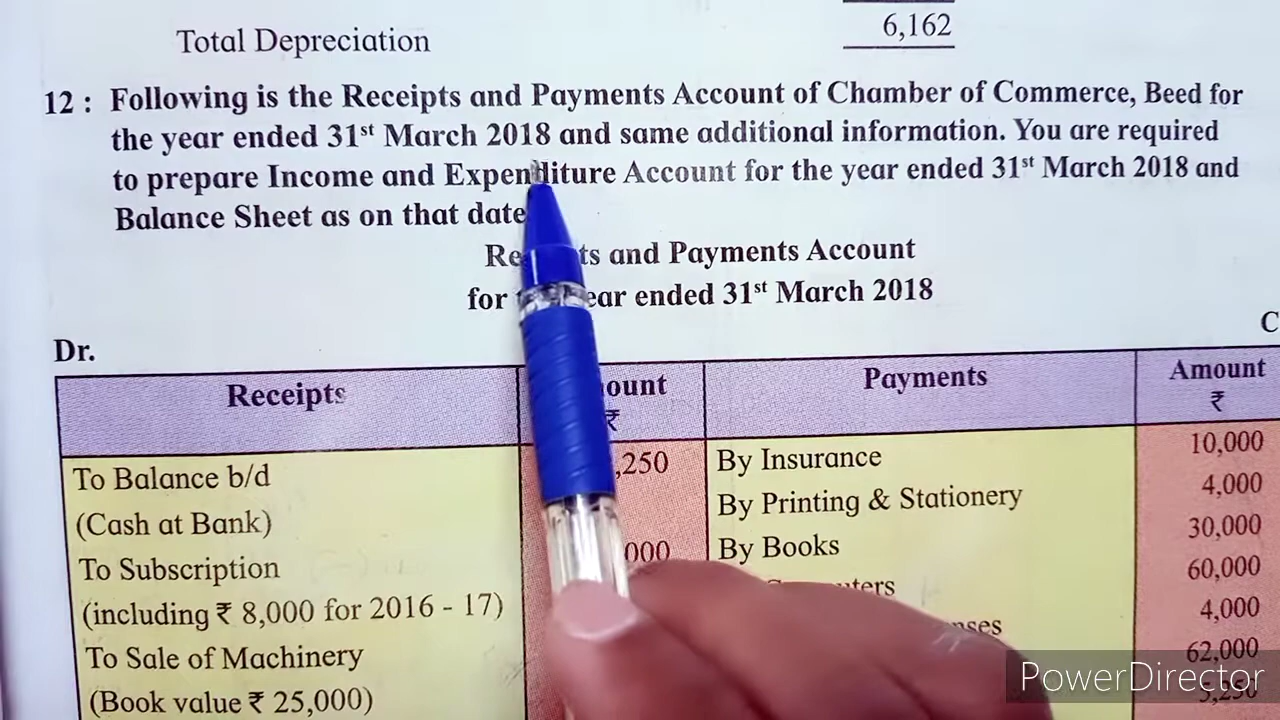 6,162
Total Depreciation
12 : Following is the Receipts and Payments Account of Chamber of Commerce, Beed for
the year ended 31st March 2018 and same additional information. You are required
to prepare Income and Expenditure Account for the year ended 31st March 2018 and
Balance Sheet as on that date
and Payments Account
for ended 31st March 2018
Dr.
Receipts
₹
Payments
Amount
₹
To Balance b/d
(Cash at Bank)
To Subscription
(including ₹ 8,000 for 2016 - 17)
To Sale of Machinery
(Book value ₹ 25,000)
By Insurance
By Printing & Stationery
By Books
10,000
4,000
30,000
60,000
4,000
62,000
5,250
PowerDirector